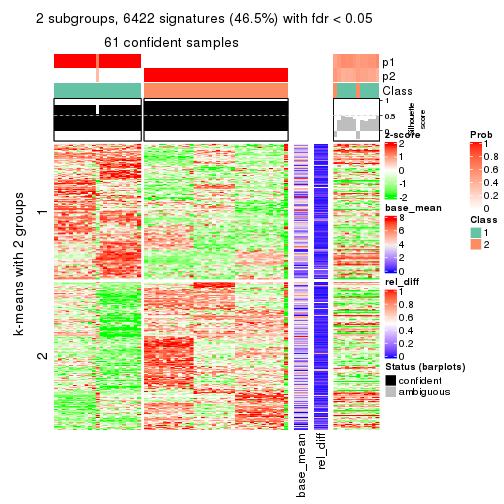 2 subgroups, 6422 signatures (46.5%) with fdr < 0.05
61 confident samples
p1
p2
Class
1
0.5
0
Silhouette
score
k-means with 2 groups
1
2
base_mean
rel_diff
z-score
2
1
0
-1
-2
base_mean
8
6
4
2
0
rel_diff
1
0.8
0.6
0.4
0.2
0
Status (barplots)
confident
ambiguous
Prob
1
0.8
0.6
0.4
0.2
0
Class
1
2